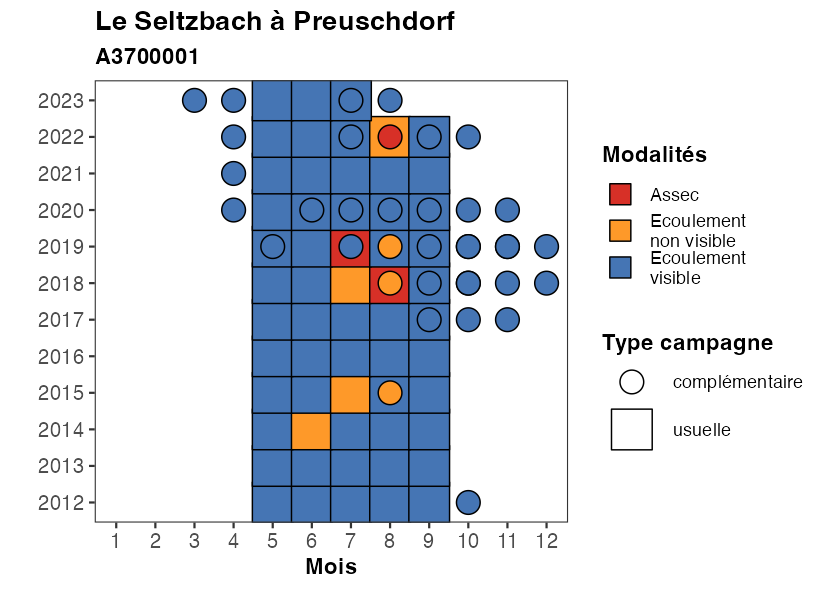 Le Seltzbach à Preuschdorf
A3700001
2023
2022
2021
2020
2019
2018
2017
2016
2015
2014
2013
2012
1 2 3 4 5 6 7 8 9 10 11 12
Mois
Modalités
Assec
Ecoulement
non visible
Ecoulement
visible
Type campagne
complémentaire
usuelle